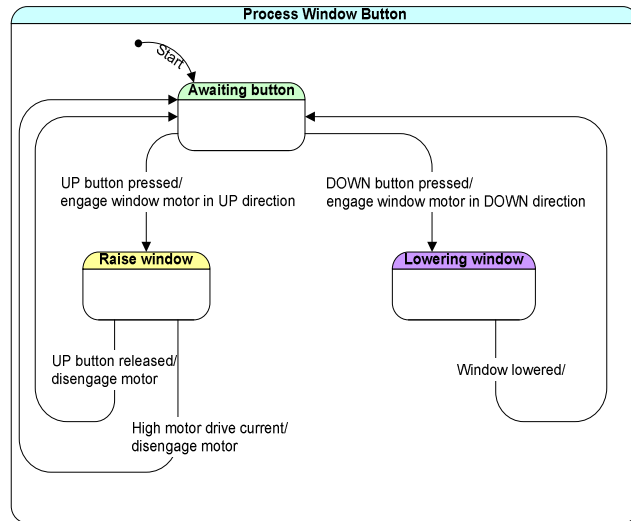 Process Window Button
Start
Awaiting button
UP button pressed/
engage window motor in UP direction
DOWN button pressed/
engage window motor in DOWN direction
Raise window
Lowering window
UP button released/
disengage motor
Window lowered/
High motor drive current/
disengage motor